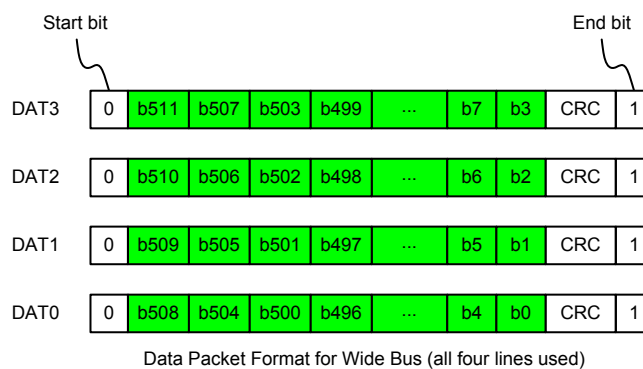 Start bit End bit
DAT3 0 b511 b507 b503 b499 ... b7 b3 CRC 1
DAT2 0 b510 b506 b502 b498 ... b6 b2 CRC 1
DAT1 0 b509 b505 b501 b497 ... b5 b1 CRC 1
DAT0 0 b508 b504 b500 b496 ... b4 b0 CRC 1
Data Packet Format for Wide Bus (all four lines used)